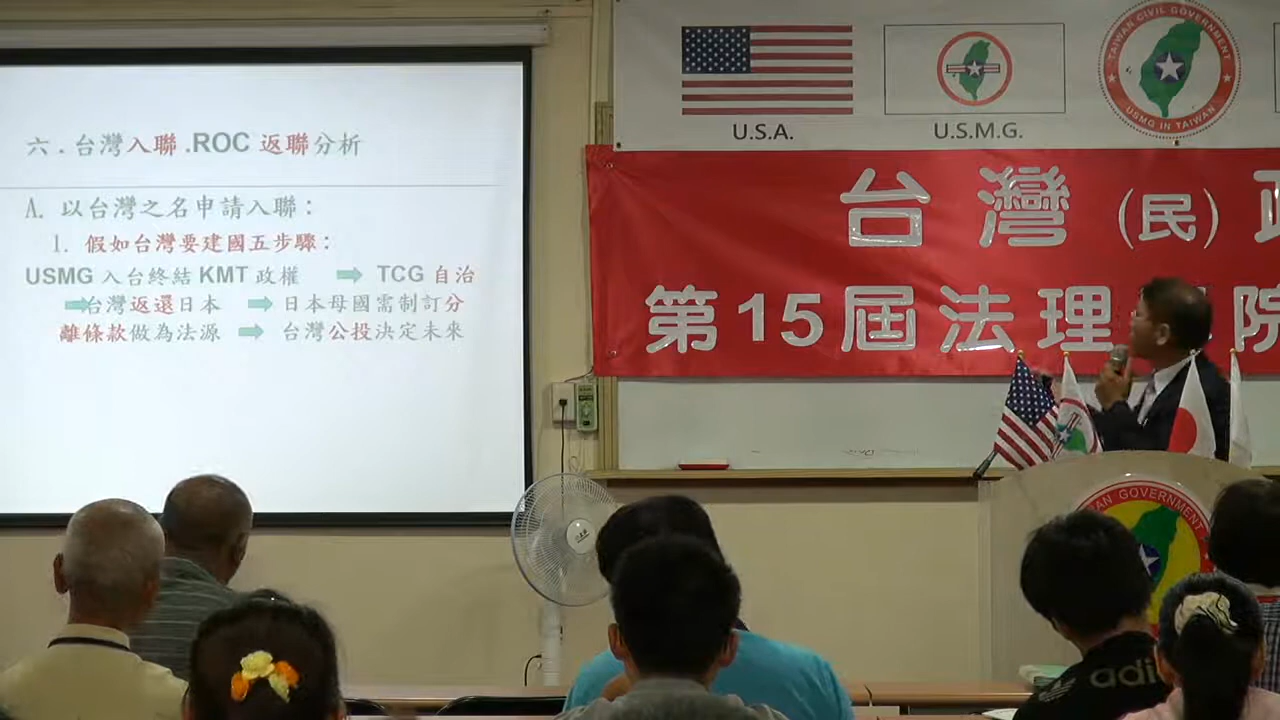 六.台灣入聯.ROC 返聯分析
A. 以台灣之名申請入聯：
1. 假如台灣要建國五步驟：
USMG 入台終結 KMT 政權 TCG 自治
台灣返還日本 日本母國需制訂分
離條款做為法源 台灣公投決定未來
U.S.A.
U.S.M.G.
TAIWAN CIVIL GOVERNMENT
USMG IN TAIWAN
台灣(民)政
第15屆法理 院
AN GOVERNMENT
adi